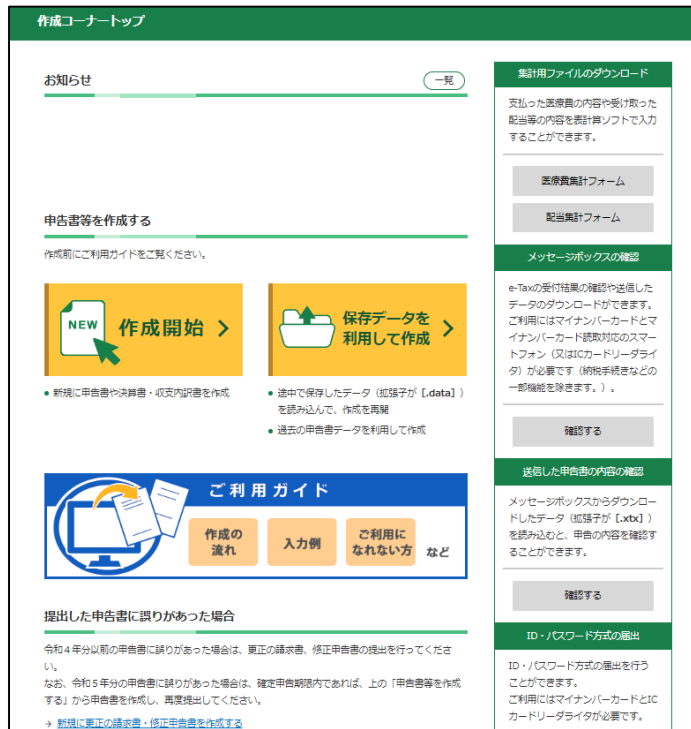 作成コーナートップ
お知らせ
一覧
申告書等を作成する
作成前にご利用ガイドをご覧ください。
NEW
作成開始
保存データを
利用して作成
新規に申告書や決算書・収支内訳書を作成
途中で保存したデータ（拡張子が［.data］）
を読み込んで、作成を再開
過去の申告書データを利用して作成
ご利用ガイド
作成の
流れ
入力例
ご利用に
なれない方
など
提出した申告書に誤りがあった場合
令和４年分以前の申告書に誤りがあった場合は、更正の請求書、修正申告書の提出を行ってくださ
い。
なお、令和５年分の申告書に誤りがあった場合は、確定申告期限内であれば、上の「申告書等を作成
する」から申告書を作成し、再度提出してください。
→ 新規に更正の請求書・修正申告書を作成する
集計用ファイルのダウンロード
支払った医療費の内容や受け取った
配当等の内容を表計算ソフトで入力
することができます。
医療費集計フォーム
配当集計フォーム
メッセージボックスの確認
e-Taxの受付結果の確認や送信した
データのダウンロードができます。
ご利用にはマイナンバーカードとマ
イナンバーカード読取対応のスマー
トフォン（又はICカードリーダライ
タ）が必要です（納税手続きなどの
一部機能を除きます。）。
確認する
送信した申告書の内容の確認
メッセージボックスからダウンロー
ドしたデータ（拡張子が［.xtx］）
を読み込むと、申告の内容を確認す
ることができます。
確認する
ID・パスワード方式の届出
ID・パスワード方式の届出を行う
ことができます。
ご利用にはマイナンバーカードとIC
カードリーダライタが必要です。